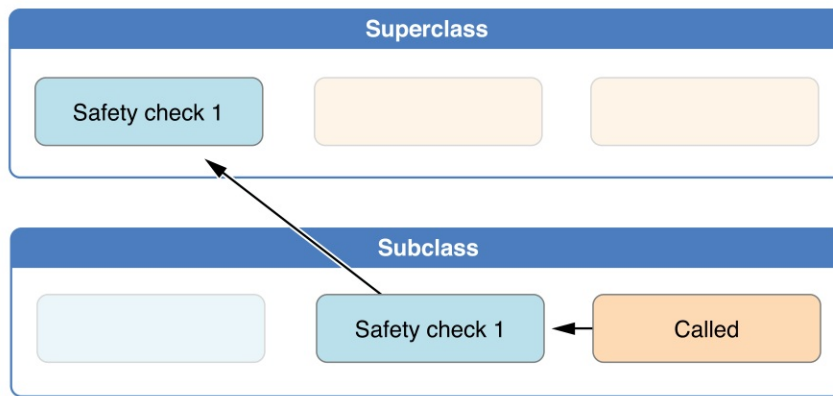 Superclass
Safety check 1
Subclass
Safety check 1
Called